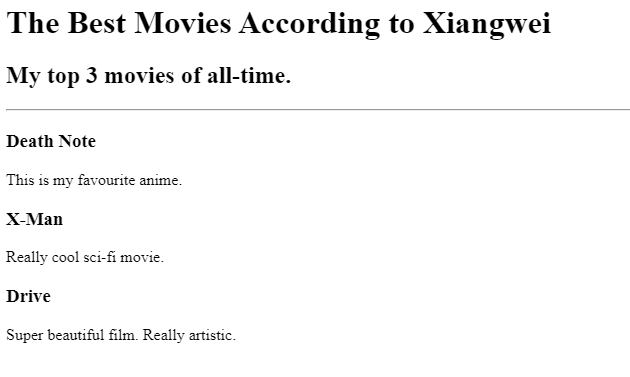 The Best Movies According to Xiangwei
My top 3 movies of all-time.
Death Note
This is my favourite anime.
X-Man
Really cool sci-fi movie.
Drive
Super beautiful film. Really artistic.